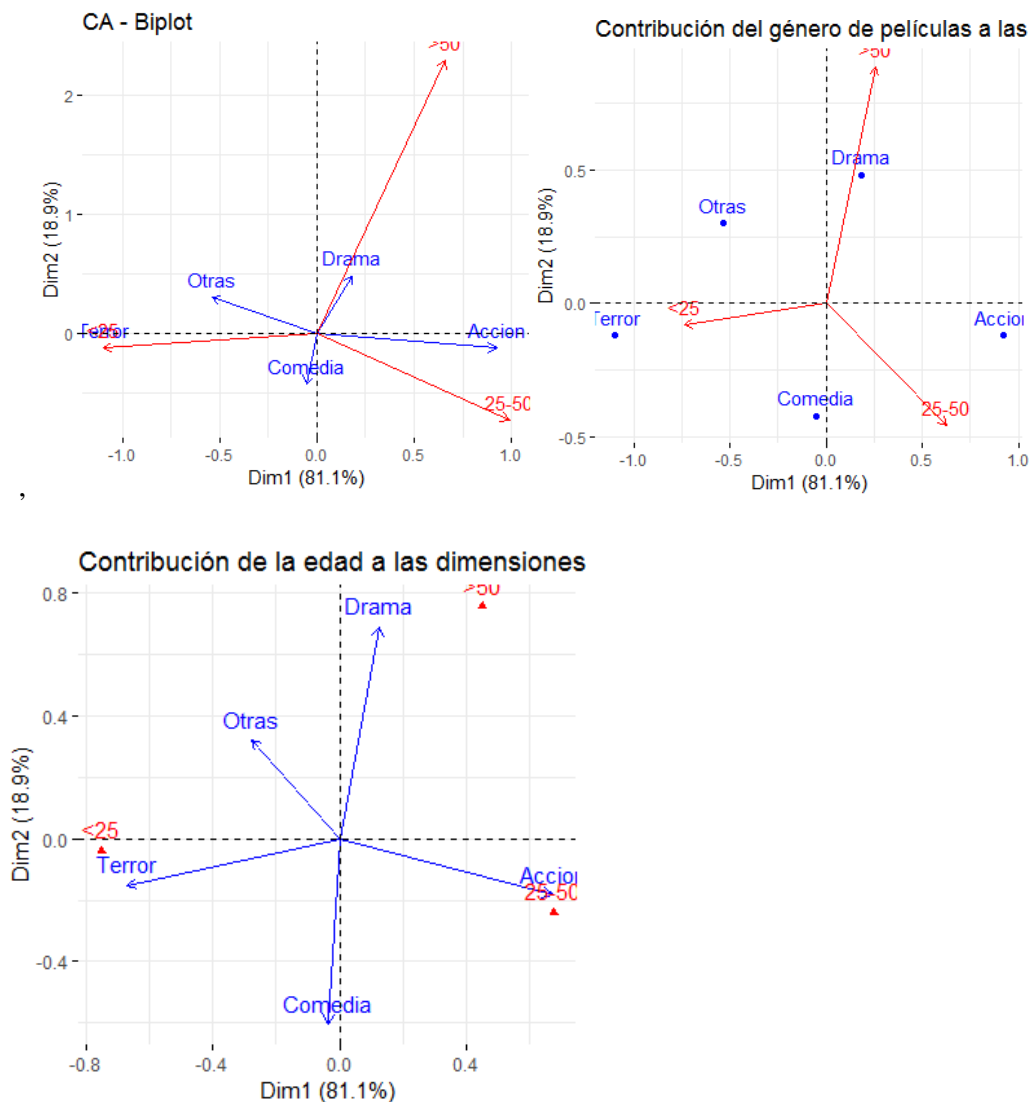 CA - Biplot
>50
2
1
0
Dim2 (18.9%)
Drama
Otras
<25
Accion
Comedia
25-50
-1.0 -0.5 0.0 0.5 1.0
Dim1 (81.1%)
,
Contribución del género de películas a las
>50
Drama
0.5
Otras
Dim2 (18.9%)
0.0
<25
Terror
Accion
Comedia
25-50
-0.5
-1.0 -0.5 0.0 0.5 1.0
Dim1 (81.1%)
Contribución de la edad a las dimensiones
>50
0.8
Drama
0.4
Otras
Dim2 (18.9%)
0.0
<25
Terror
Accion
25-50
-0.4
Comedia
-0.8 -0.4 0.0 0.4
Dim1 (81.1%)